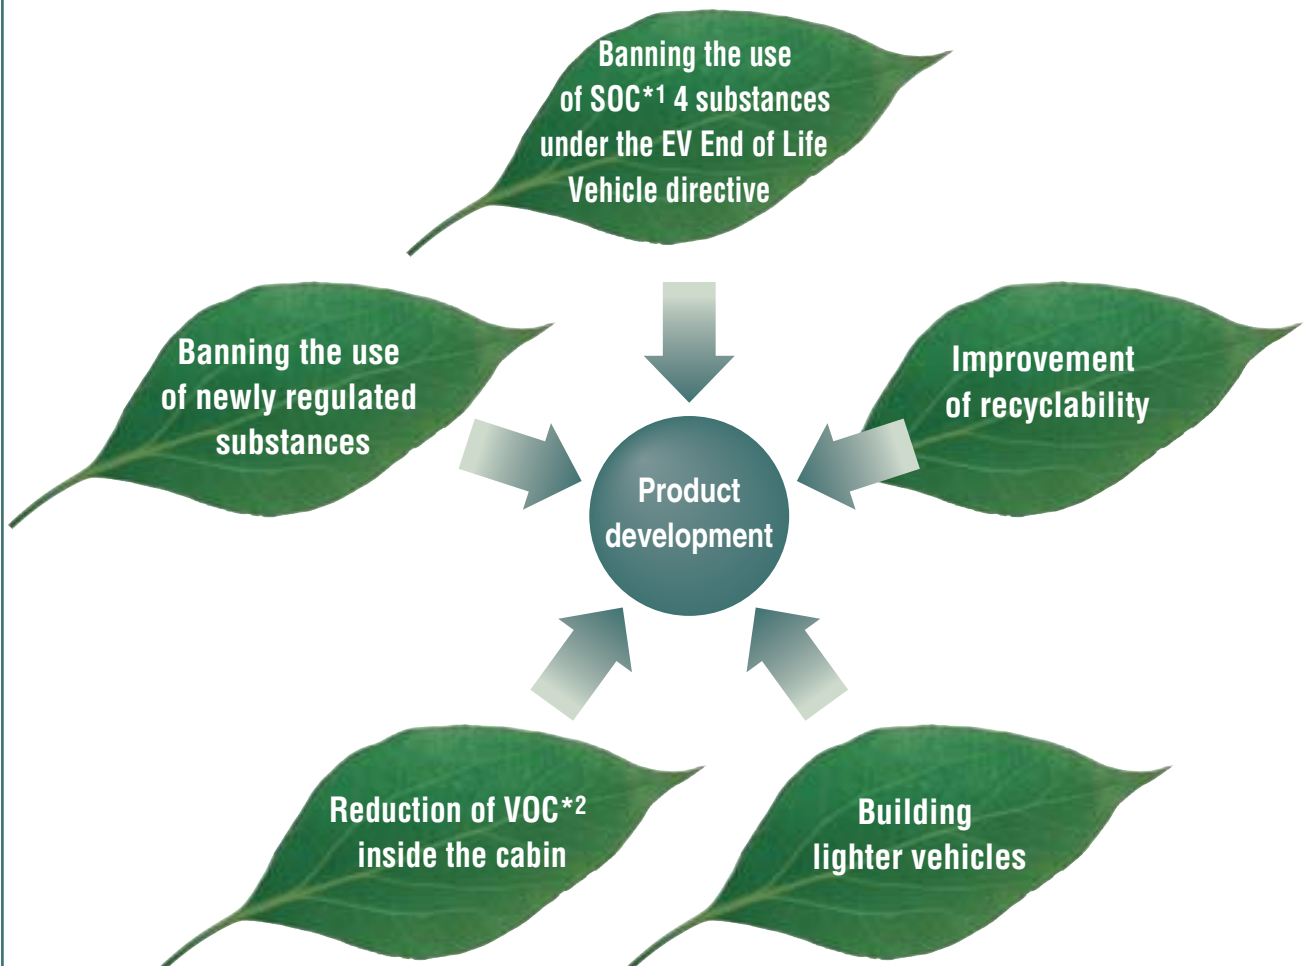 Banning the use
of SOC*1 4 substances
under the EV End of Life
Vehicle directive
Banning the use
of newly regulated
substances
Improvement
of recyclability
Product
development
Reduction of VOC*2
inside the cabin
Building
lighter vehicles